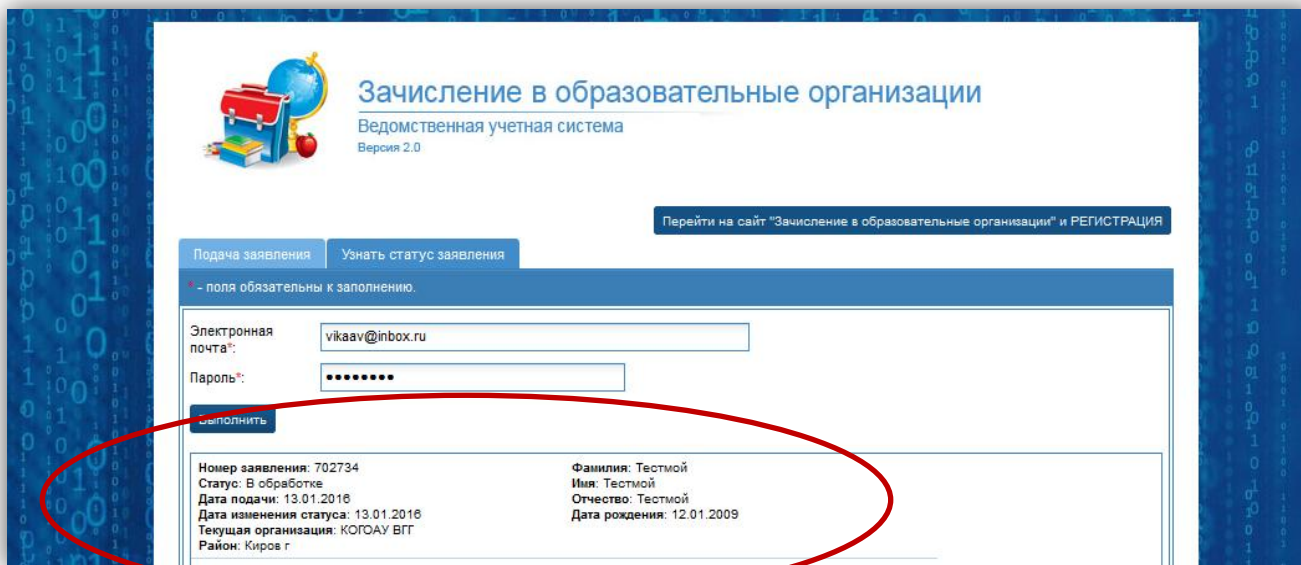 Зачисление в образовательные организации
Ведомственная учетная система
Версия 2.0
Перейти на сайт "Зачисление в образовательные организации" и РЕГИСТРАЦИЯ
Подача заявления Узнать статус заявления
* - поля обязательны к заполнению.
Электронная
почта*: vikaav@inbox.ru
Пароль*: ••••••••
Выполнить
Номер заявления: 702734 Фамилия: Тестмой
Статус: В обработке Имя: Тестмой
Дата подачи: 13.01.2016 Отчество: Тестмой
Дата изменения статуса: 13.01.2016 Дата рождения: 12.01.2009
Текущая организация: КОГОАУ ВГГ
Район: Киров г